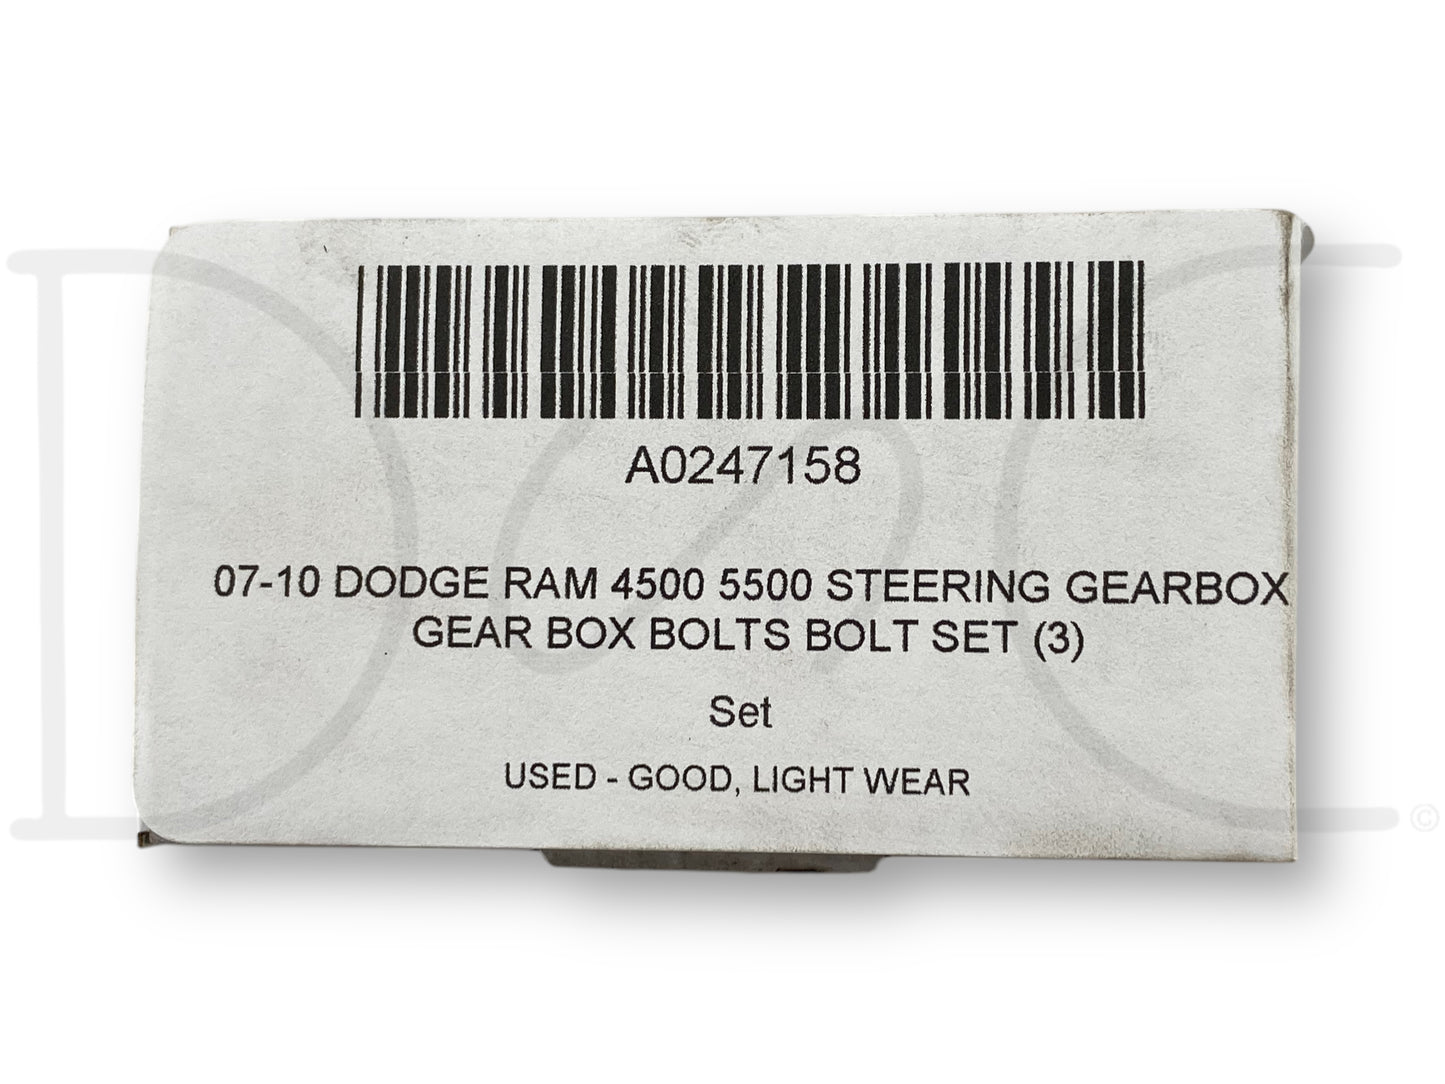 A0247158
07-10 DODGE RAM 4500 5500 STEERING GEARBOX
GEAR BOX BOLTS BOLT SET (3)
Set
USED - GOOD, LIGHT WEAR
©